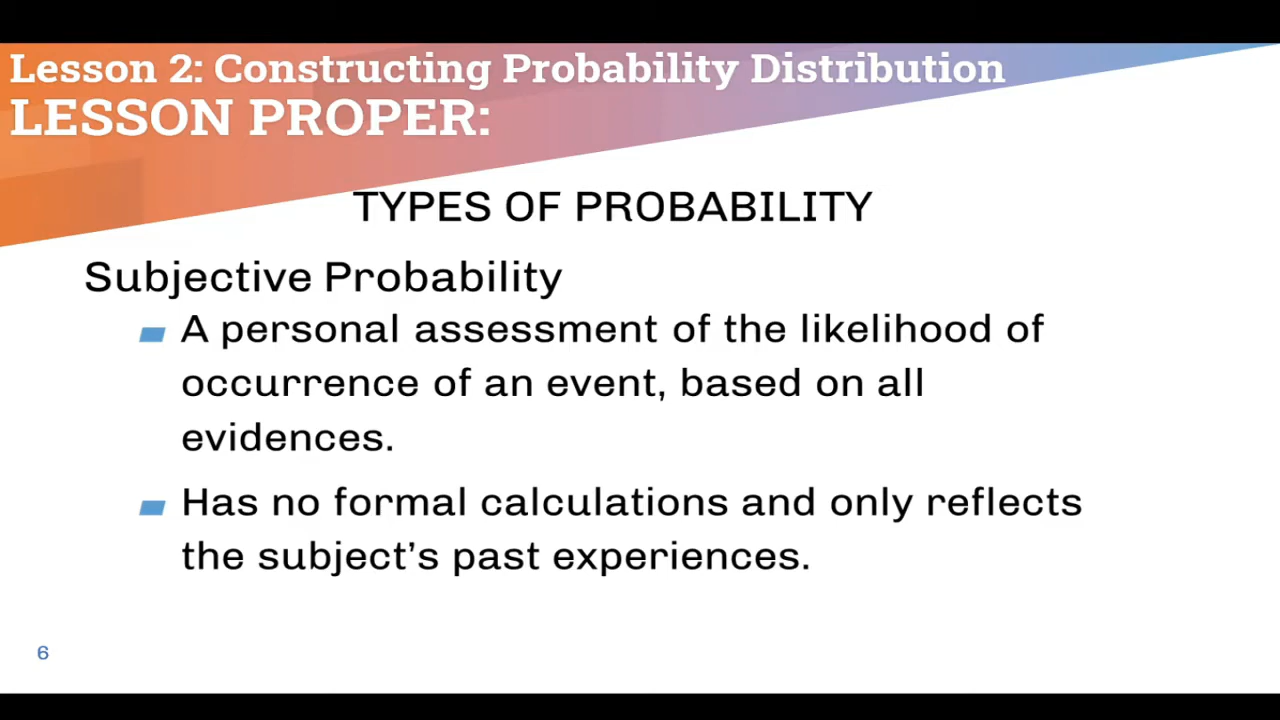 Lesson 2: Constructing Probability Distribution
LESSON PROPER:
TYPES OF PROBABILITY
Subjective Probability
A personal assessment of the likelihood of
occurrence of an event, based on all
evidences.
Has no formal calculations and only reflects
the subject’s past experiences.
6